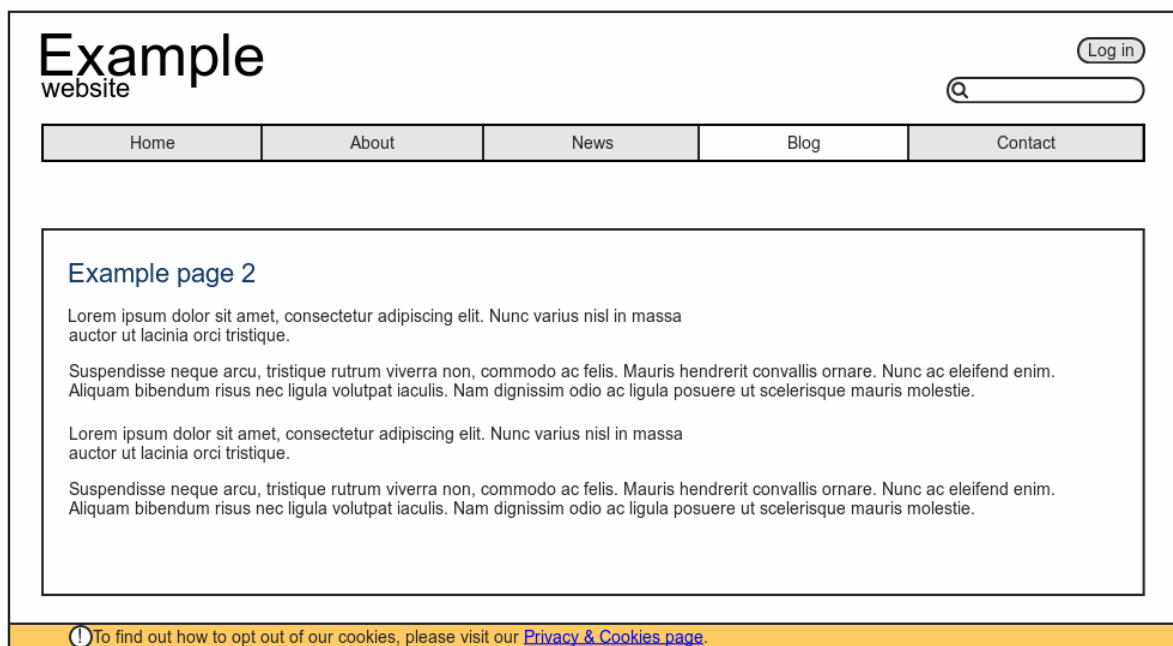 Example
website
Log in
Home About News Blog Contact
Example page 2
Lorem ipsum dolor sit amet, consectetur adipiscing elit. Nunc varius nisl in massa
auctor ut lacinia orci tristique.
Suspendisse neque arcu, tristique rutrum viverra non, commodo ac felis. Mauris hendrerit convallis ornare. Nunc ac eleifend enim.
Aliquam bibendum risus nec ligula volutpat iaculis. Nam dignissim odio ac ligula posuere ut scelerisque mauris molestie.
Lorem ipsum dolor sit amet, consectetur adipiscing elit. Nunc varius nisl in massa
auctor ut lacinia orci tristique.
Suspendisse neque arcu, tristique rutrum viverra non, commodo ac felis. Mauris hendrerit convallis ornare. Nunc ac eleifend enim.
Aliquam bibendum risus nec ligula volutpat iaculis. Nam dignissim odio ac ligula posuere ut scelerisque mauris molestie.
! To find out how to opt out of our cookies, please visit our Privacy & Cookies page.